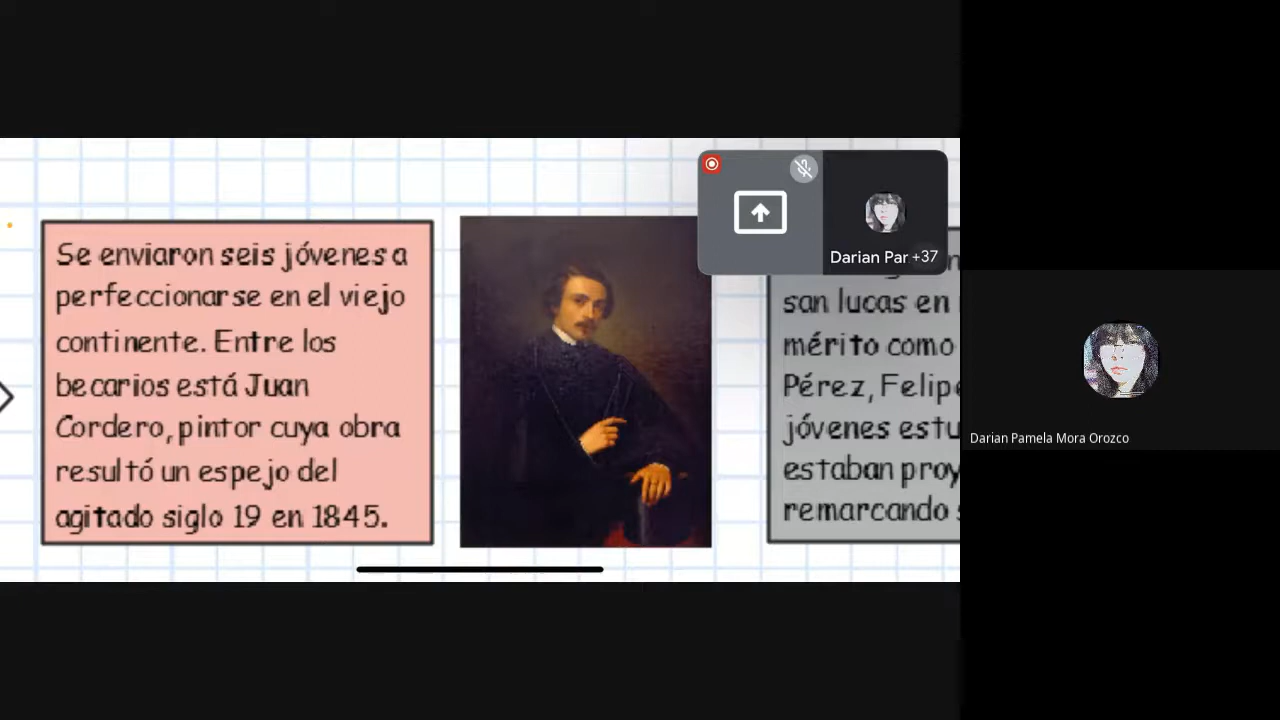 Se enviaron seis jóvenes a
perfeccionarse en el viejo
continente. Entre los
becarios está Juan
Cordero, pintor cuya obra
resultó un espejo del
agitado siglo 19 en 1845.
Darian Par +37
san lucas en
mérito como
Pérez, Felipe
jóvenes estu
estaban proy
remarcando
Darian Pamela Mora Orozco